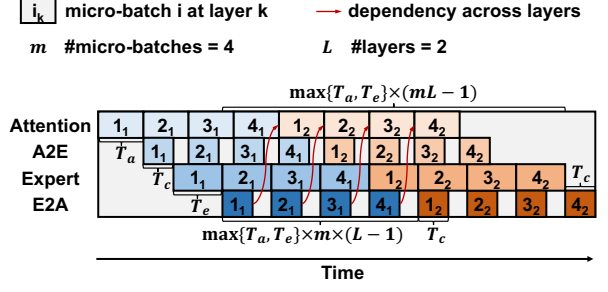 i_k micro-batch i at layer k → dependency across layers
m #micro-batches = 4 L #layers = 2
max{T_a, T_e}×(mL − 1)
Attention 1_1 2_1 3_1 4_1 1_2 2_2 3_2 4_2
A2E 1_1 2_1 3_1 4_1 1_2 2_2 3_2 4_2
T_a
Expert 1_1 2_1 3_1 4_1 1_2 2_2 3_2 4_2
T_c T_c
E2A 1_1 2_1 3_1 4_1 1_2 2_2 3_2 4_2
T_e
max{T_a, T_e}×m×(L − 1) T_c
Time